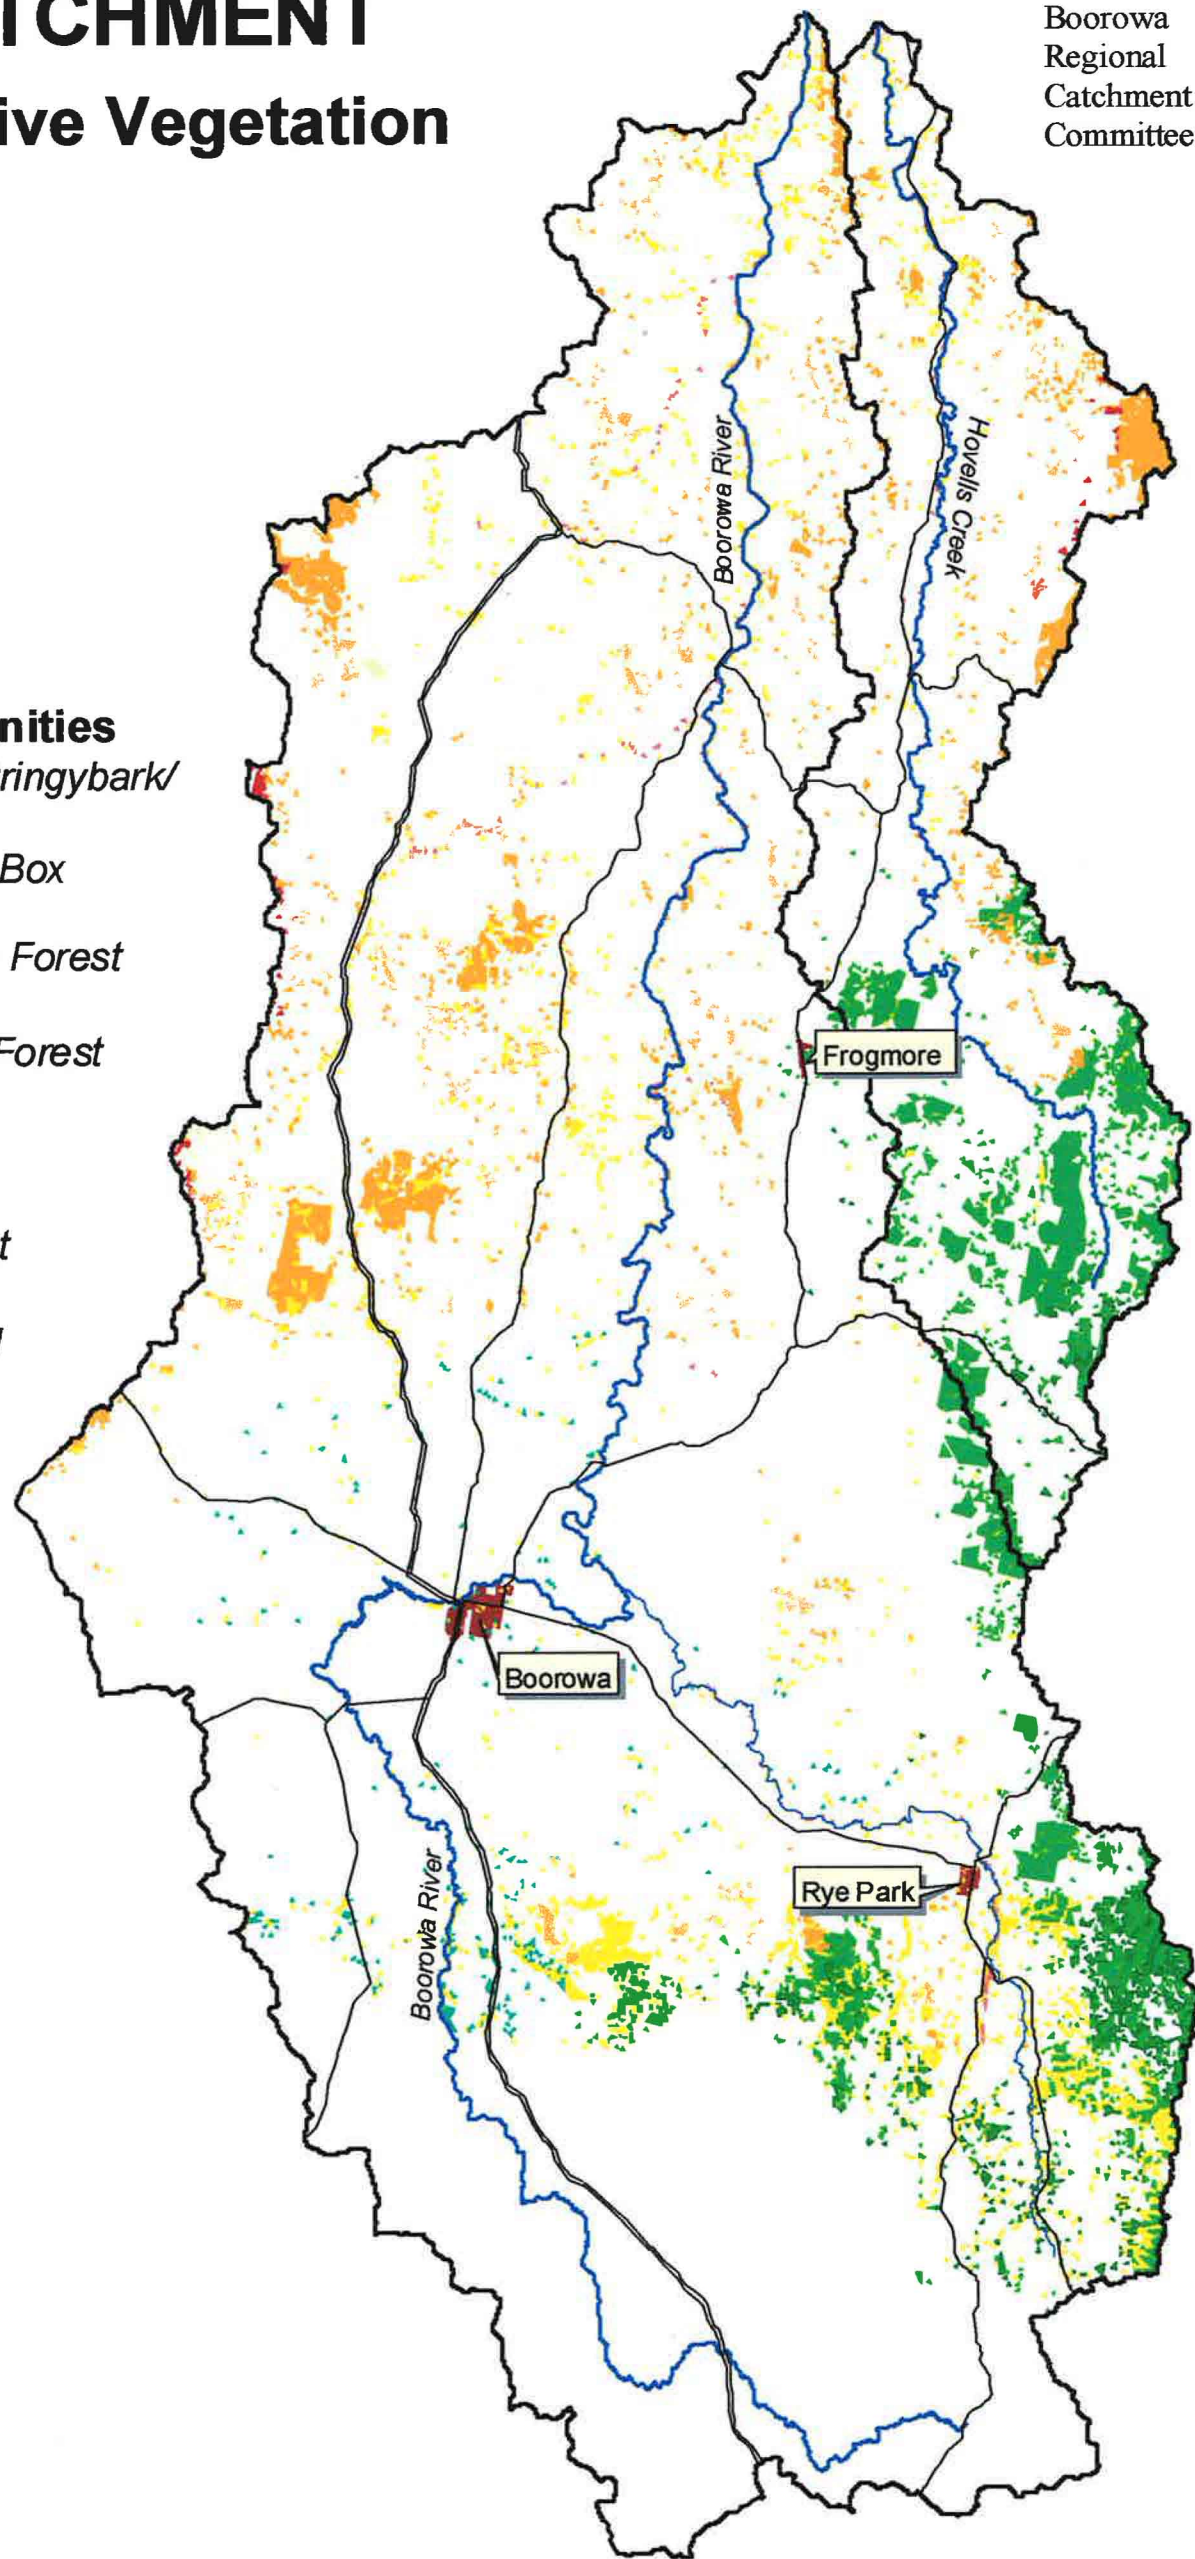 TCHMENT
ive Vegetation
Boorowa
Regional
Catchment
Committee
Boorowa River
Hovells Creek
nities
ringybark/
Box
Forest
Forest
Frogmore
t
Boorowa
Rye Park
Boorowa River